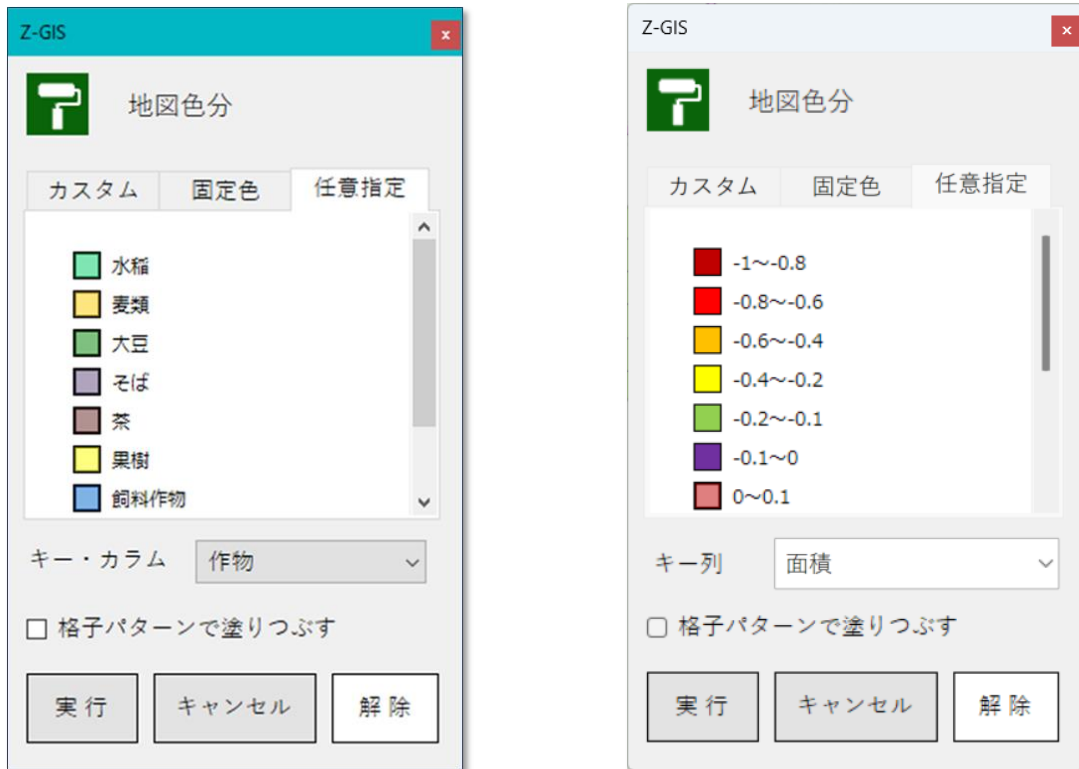 Z-GIS
x
地図色分
カスタム
固定色
任意指定
水稲
麦類
大豆
そば
茶
果樹
飼料作物
キー・カラム
作物
格子パターンで塗りつぶす
実行
キャンセル
解除
Z-GIS
x
地図色分
カスタム
固定色
任意指定
-1～-0.8
-0.8～-0.6
-0.6～-0.4
-0.4～-0.2
-0.2～-0.1
-0.1～0
0～0.1
キー列
面積
格子パターンで塗りつぶす
実行
キャンセル
解除